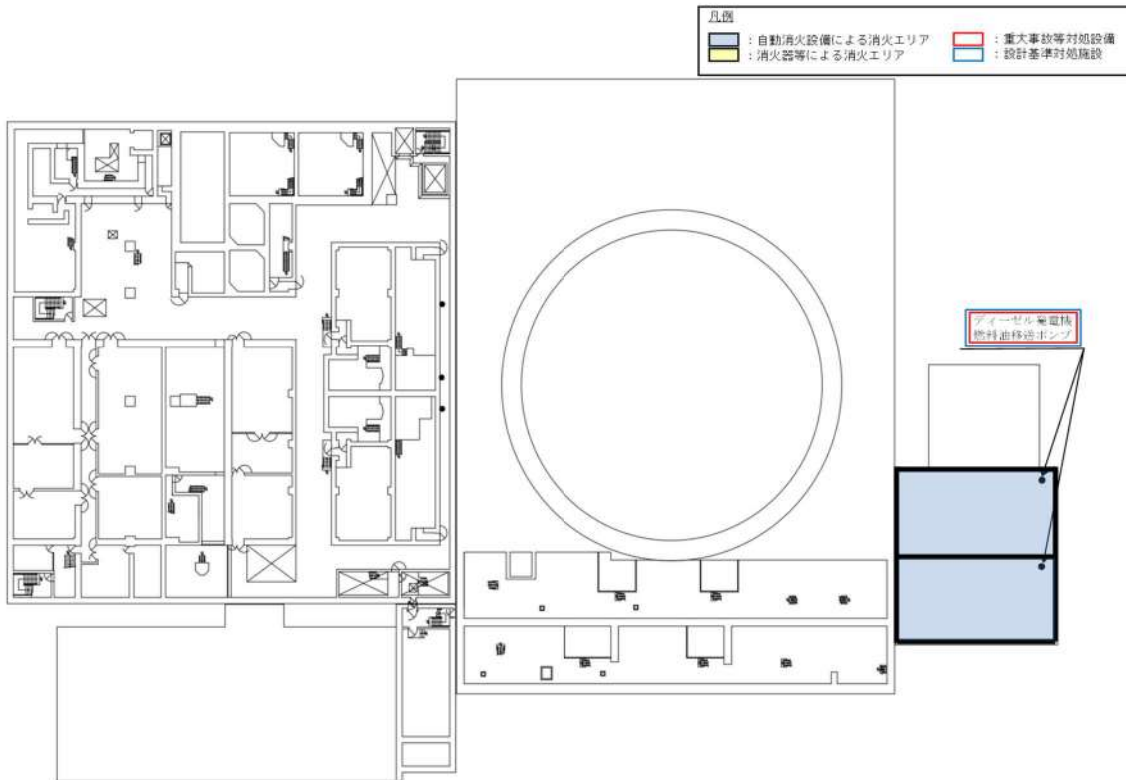 凡例
：自動消火設備による消火エリア
：消火器等による消火エリア
：重大事故等対処設備
：設計基準対処施設
ディーゼル発電機
燃料油移送ポンプ